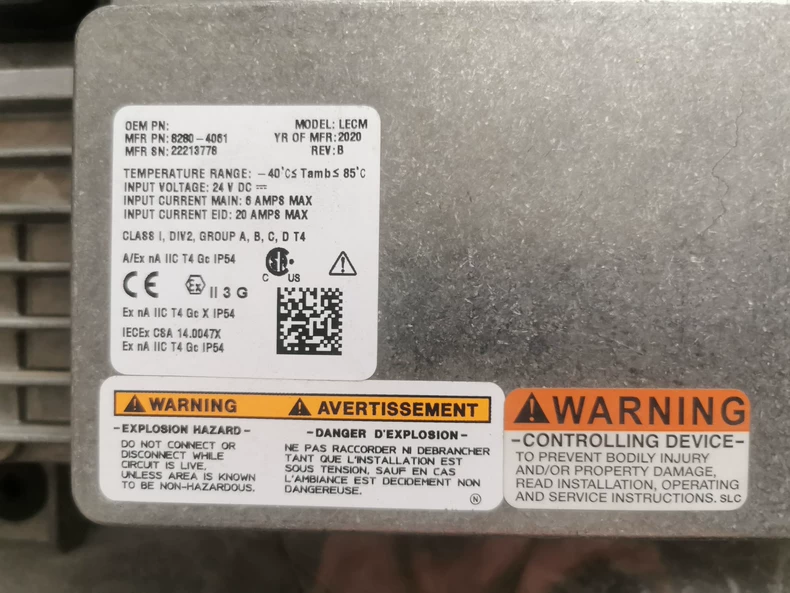 OEM PN:
MODEL: LECM
MFR PN: 8280-4061
YR OF MFR: 2020
MFR SN: 22213778
REV: B
TEMPERATURE RANGE: -40°C ≤ Tamb ≤ 85°C
INPUT VOLTAGE: 24 V DC ⎓
INPUT CURRENT MAIN: 6 AMPS MAX
INPUT CURRENT EID: 20 AMPS MAX
CLASS I, DIV2, GROUP A, B, C, D T4
A/Ex nA IIC T4 Gc IP54
C US
CE Ex II 3 G
Ex nA IIC T4 Gc X IP54
IECEx CSA 14.0047X
Ex nA IIC T4 Gc IP54
WARNING
-EXPLOSION HAZARD-
DO NOT CONNECT OR
DISCONNECT WHILE
CIRCUIT IS LIVE,
UNLESS AREA IS KNOWN
TO BE NON-HAZARDOUS.
AVERTISSEMENT
-DANGER D'EXPLOSION-
NE PAS RACCORDER NI DEBRANCHER
TANT QUE L'INSTALLATION EST
SOUS TENSION, SAUF EN CAS
L'AMBIANCE EST DECIDEMENT NON
DANGEREUSE.
N
WARNING
-CONTROLLING DEVICE-
TO PREVENT BODILY INJURY
AND/OR PROPERTY DAMAGE,
READ INSTALLATION, OPERATING
AND SERVICE INSTRUCTIONS. SLC